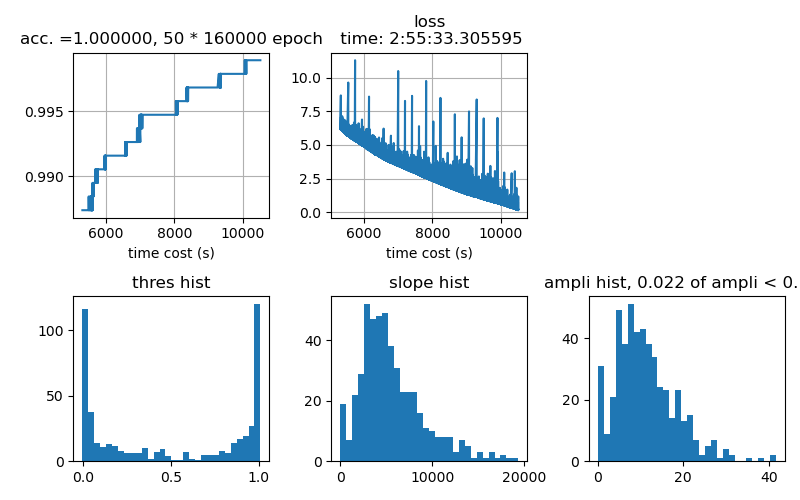 acc. =1.000000, 50 * 160000 epoch
loss
time: 2:55:33.305595
0.995
0.990
6000 8000 10000
time cost (s)
10.0
7.5
5.0
2.5
0.0
6000 8000 10000
time cost (s)
thres hist
100
50
0
0.0 0.5 1.0
slope hist
40
20
0
0 10000 20000
ampli hist, 0.022 of ampli < 0.
40
20
0
0 20 40